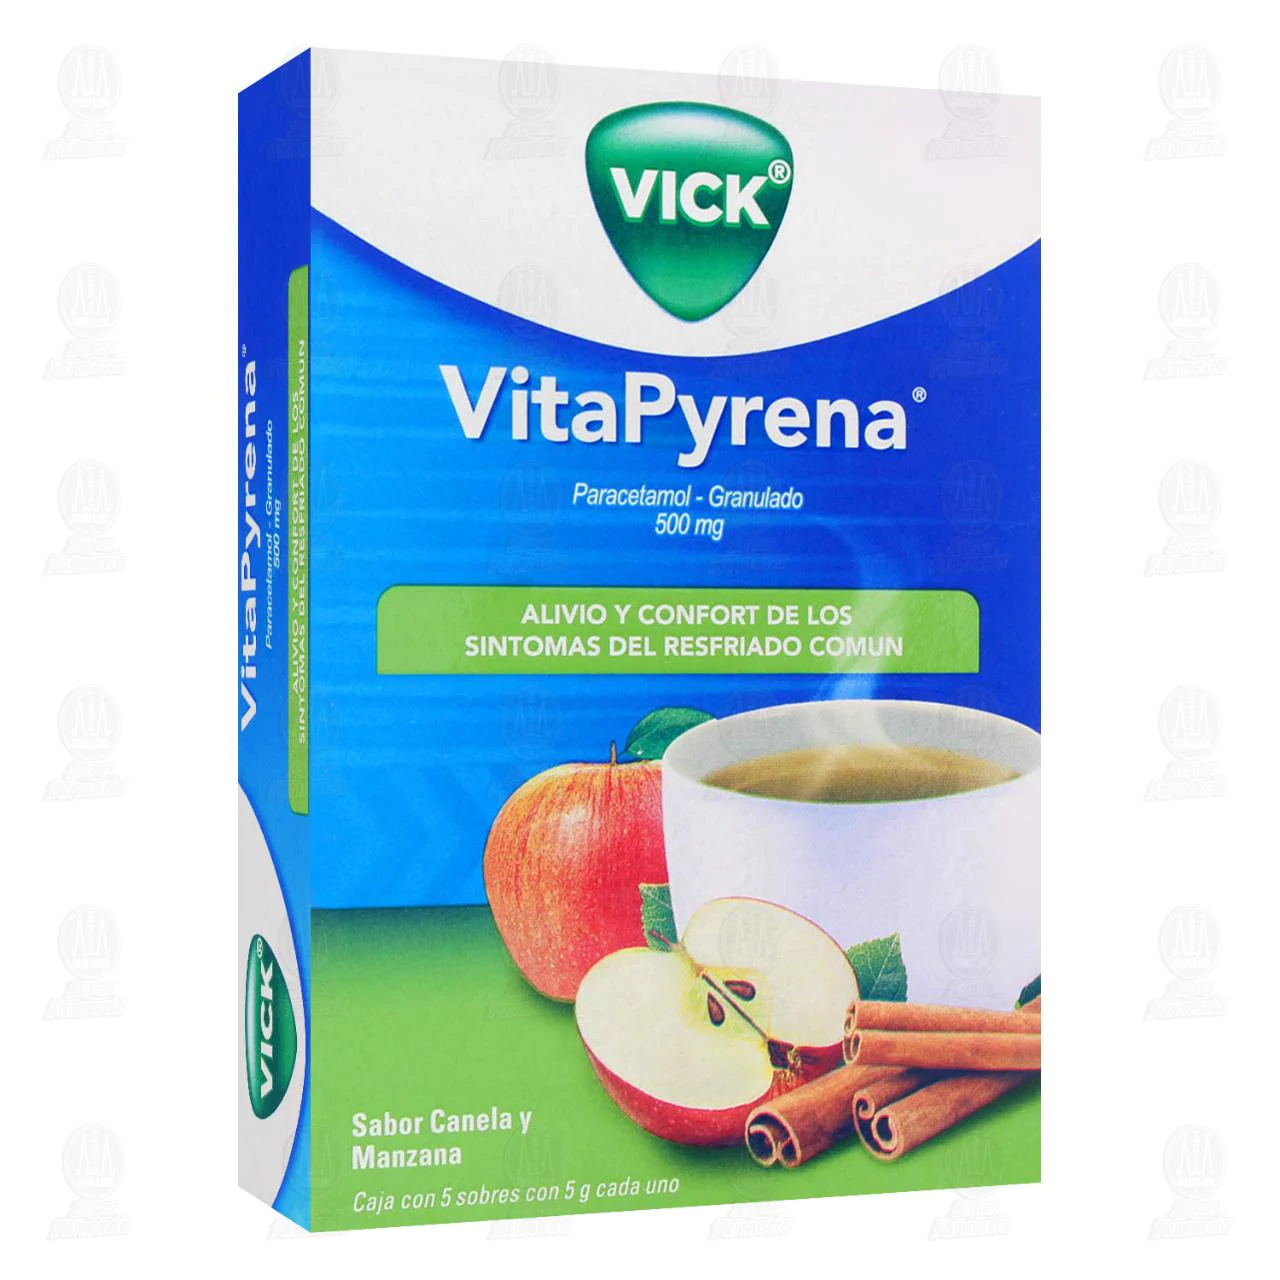 VICK®
VitaPyrena®
Paracetamol - Granulado
500 mg
ALIVIO Y CONFORT DE LOS
SINTOMAS DEL RESFRIADO COMUN
Sabor Canela y
Manzana
Caja con 5 sobres con 5 g cada uno
VitaPyrena®
Paracetamol - Granulado
500 mg
ALIVIO Y CONFORT DE LOS
SINTOMAS DEL RESFRIADO COMUN
VICK®